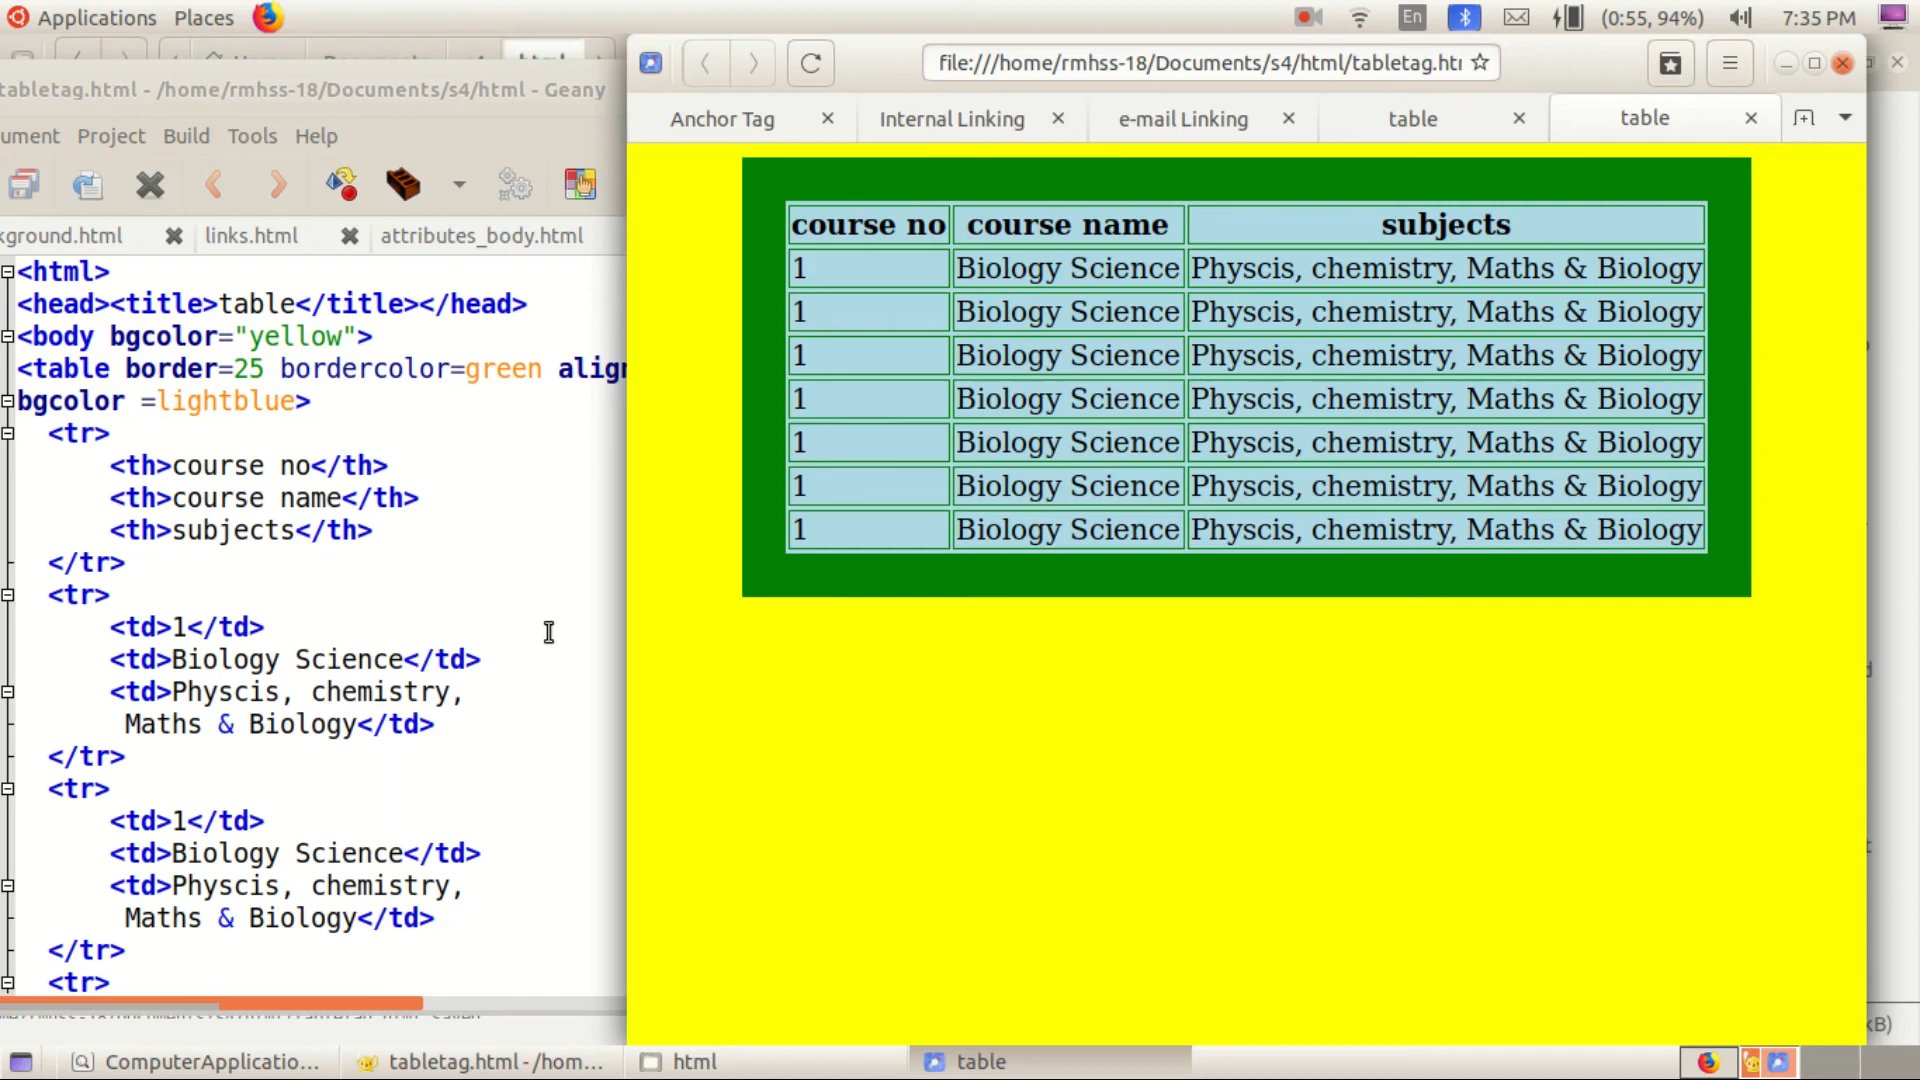 Applications Places
En (0:55, 94%) 7:35 PM
tabletag.html - /home/rmhss-18/Documents/s4/html - Geany
ument Project Build Tools Help
kground.html links.html attributes_body.html
<html>
<head><title>table</title></head>
<body bgcolor="yellow">
<table border=25 bordercolor=green align
bgcolor =lightblue>
<tr>
<th>course no</th>
<th>course name</th>
<th>subjects</th>
</tr>
<tr>
<td>1</td>
<td>Biology Science</td>
<td>Physcis, chemistry,
Maths & Biology</td>
</tr>
<tr>
<td>1</td>
<td>Biology Science</td>
<td>Physcis, chemistry,
Maths & Biology</td>
</tr>
<tr>
file:///home/rmhss-18/Documents/s4/html/tabletag.htm
Anchor Tag Internal Linking e-mail Linking table table
course no course name subjects
1 Biology Science Physcis, chemistry, Maths & Biology
1 Biology Science Physcis, chemistry, Maths & Biology
1 Biology Science Physcis, chemistry, Maths & Biology
1 Biology Science Physcis, chemistry, Maths & Biology
1 Biology Science Physcis, chemistry, Maths & Biology
1 Biology Science Physcis, chemistry, Maths & Biology
1 Biology Science Physcis, chemistry, Maths & Biology
kB)
ComputerApplicatio... tabletag.html - /hom... html table